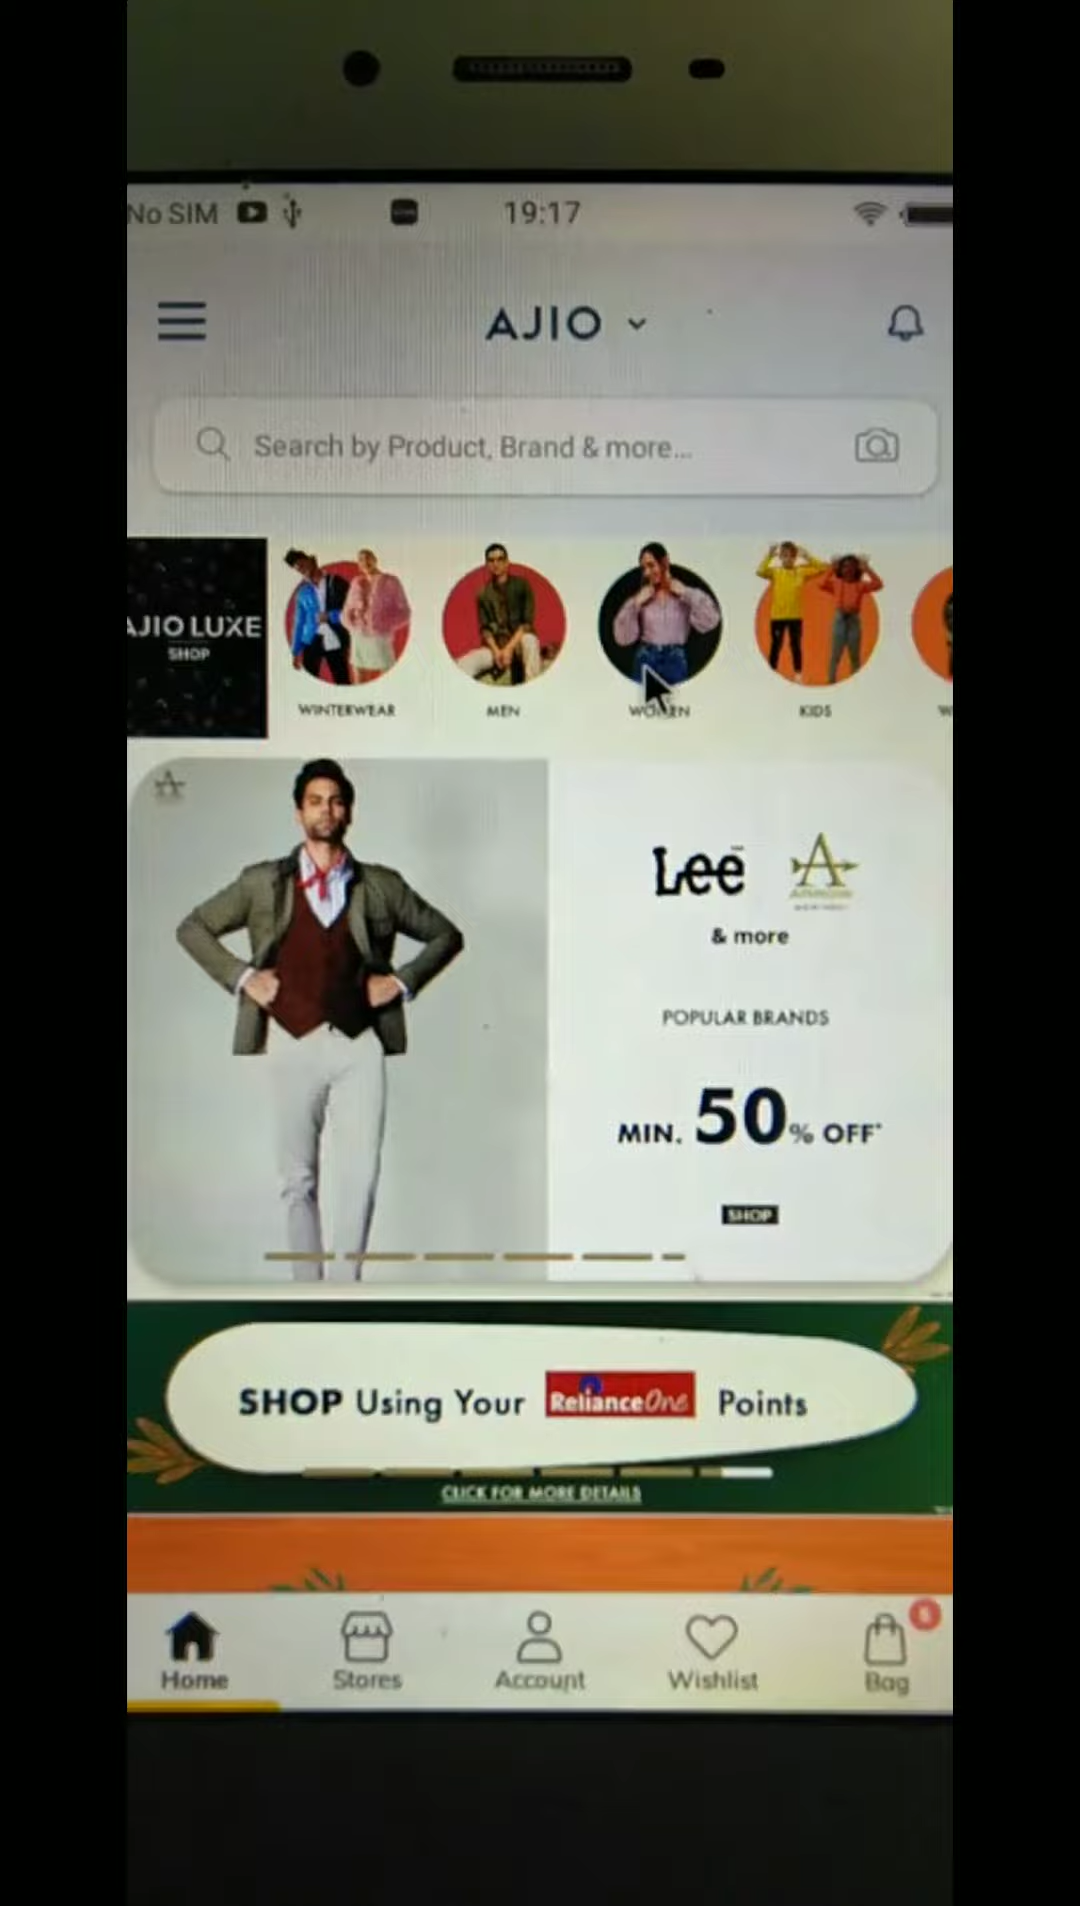 No SIM
19:17
AJIO
Search by Product, Brand & more...
AJIO LUXE
SHOP
WINTERWEAR
MEN
WOMEN
KIDS
W
Lee
A
& more
POPULAR BRANDS
MIN. 50% OFF*
SHOP
SHOP Using Your RelianceOne Points
CLICK FOR MORE DETAILS
Home
Stores
Account
Wishlist
Bag